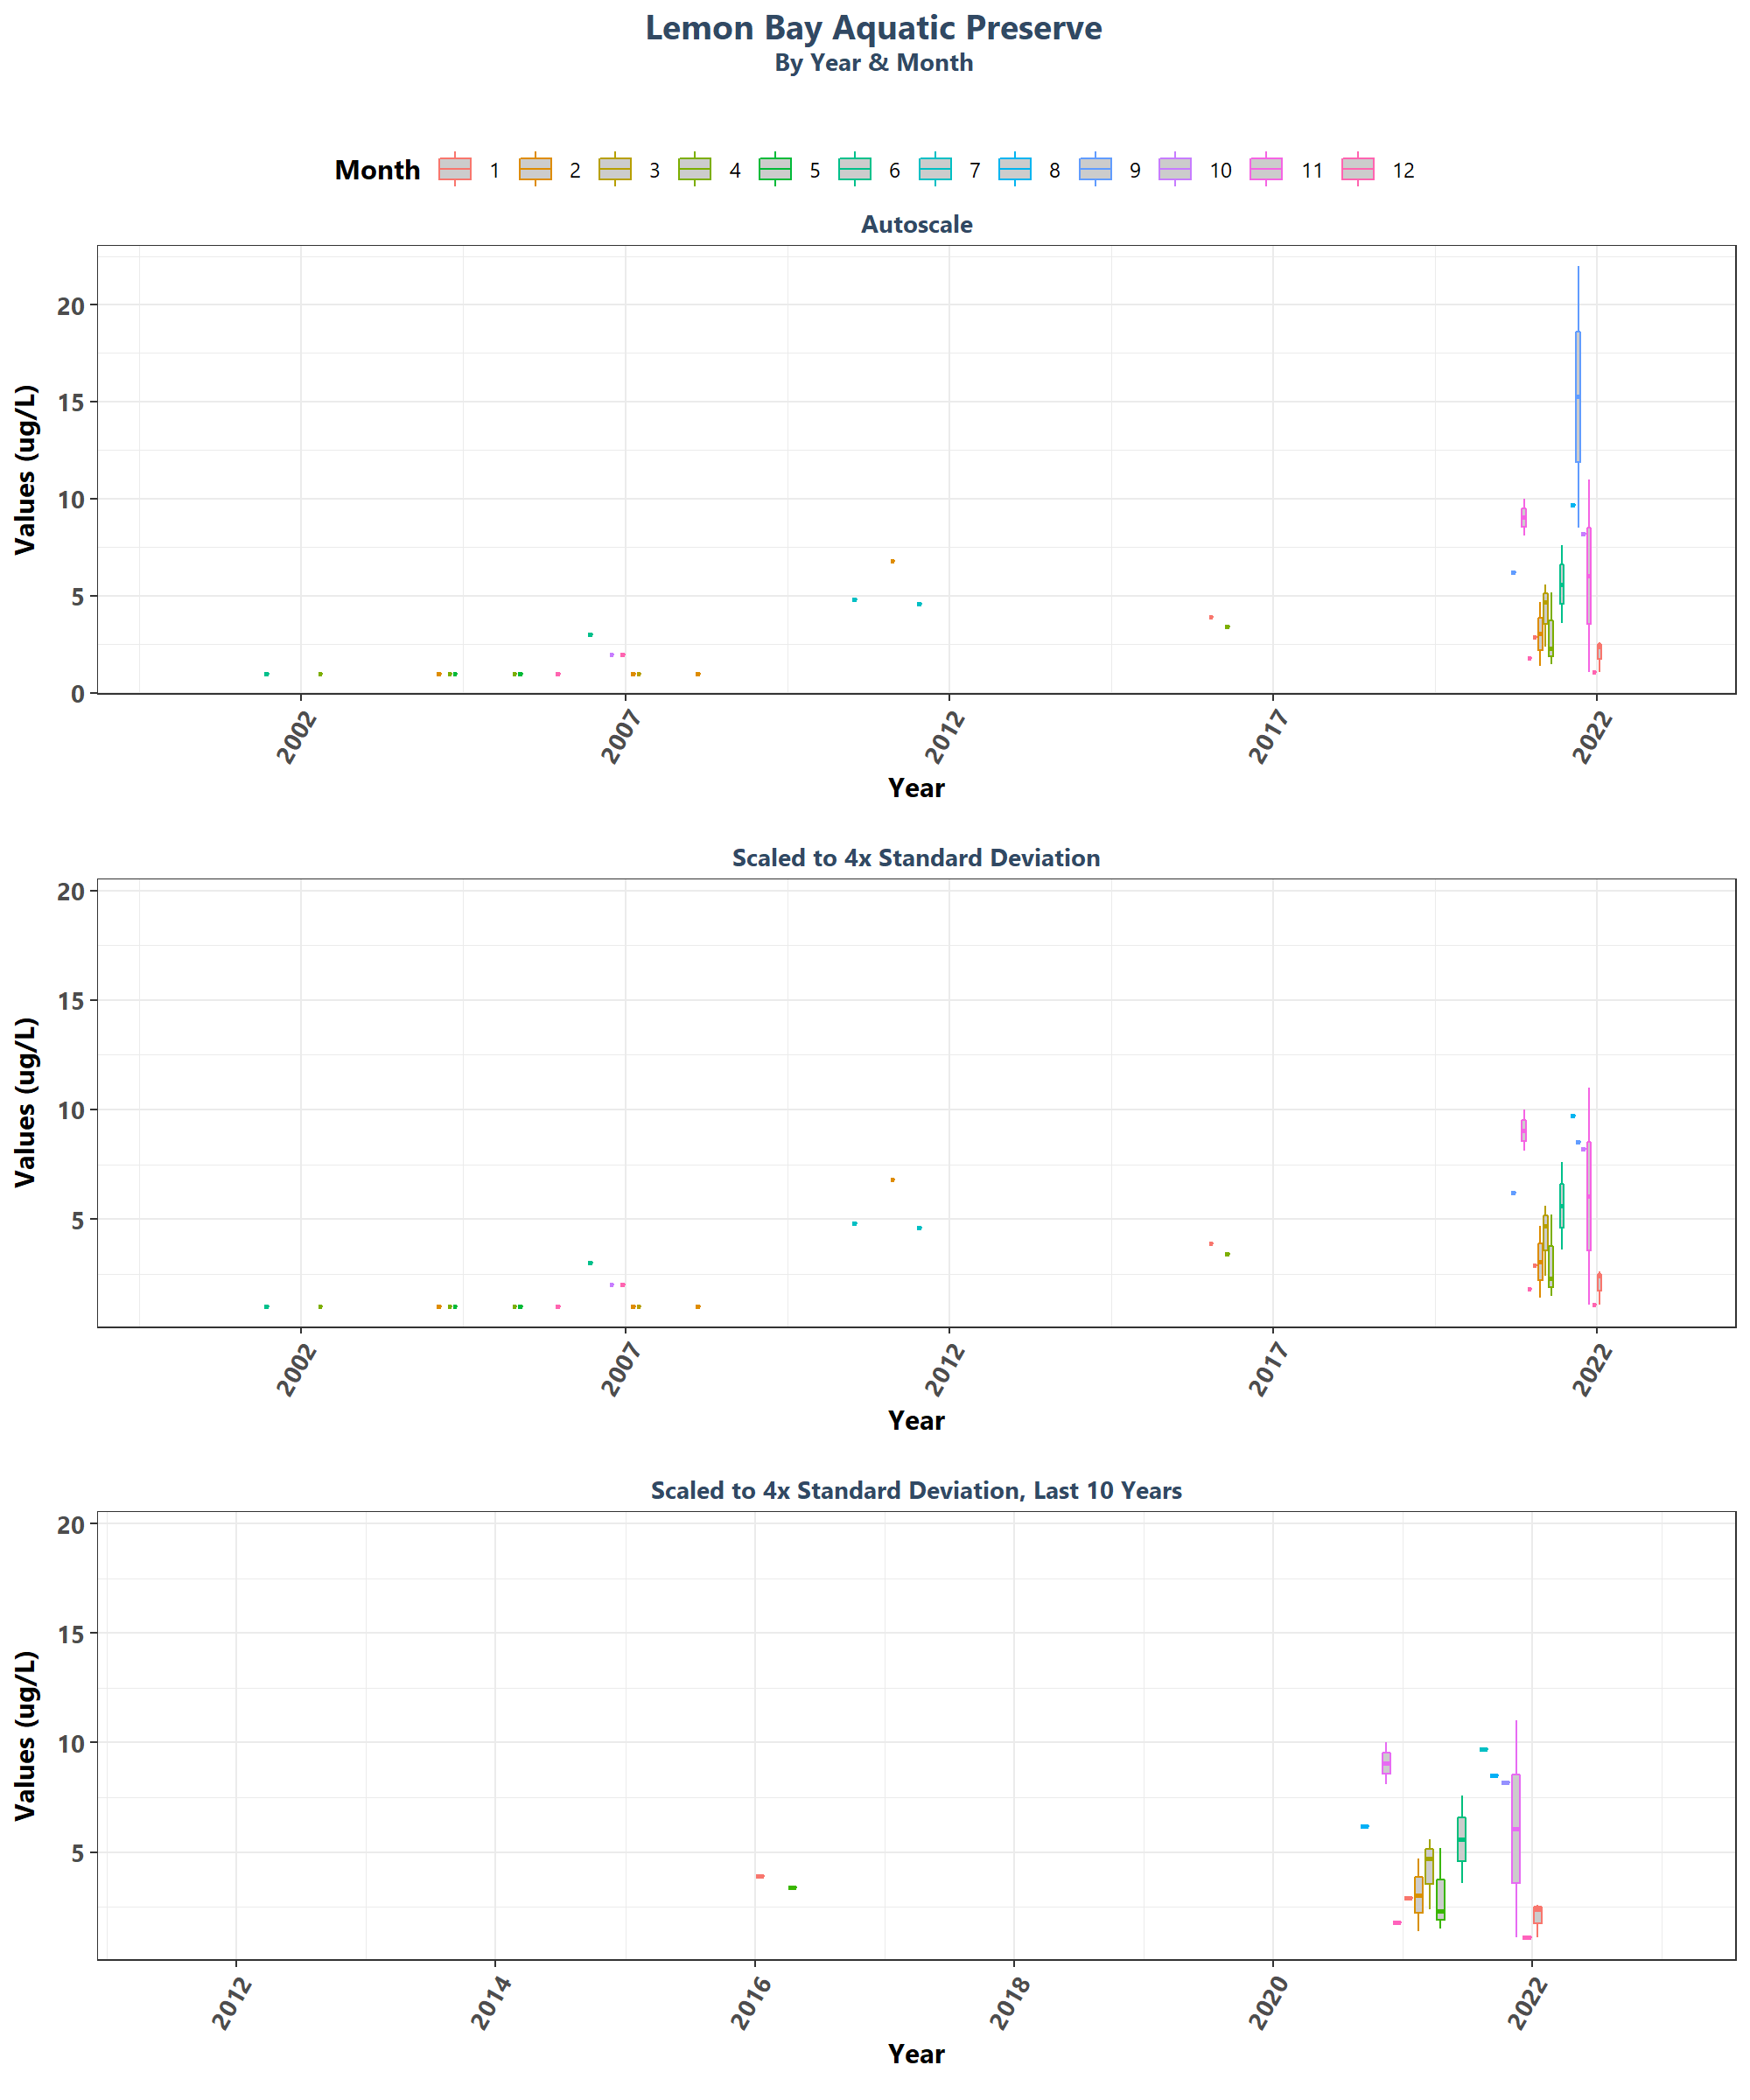 Lemon Bay Aquatic Preserve
By Year & Month
Month 1 2 3 4 5 6 7 8 9 10 11 12
Autoscale
Values (ug/L)
20
15
10
5
0
2002 2007 2012 2017 2022
Year
Scaled to 4x Standard Deviation
Values (ug/L)
20
15
10
5
2002 2007 2012 2017 2022
Year
Scaled to 4x Standard Deviation, Last 10 Years
Values (ug/L)
20
15
10
5
2012 2014 2016 2018 2020 2022
Year